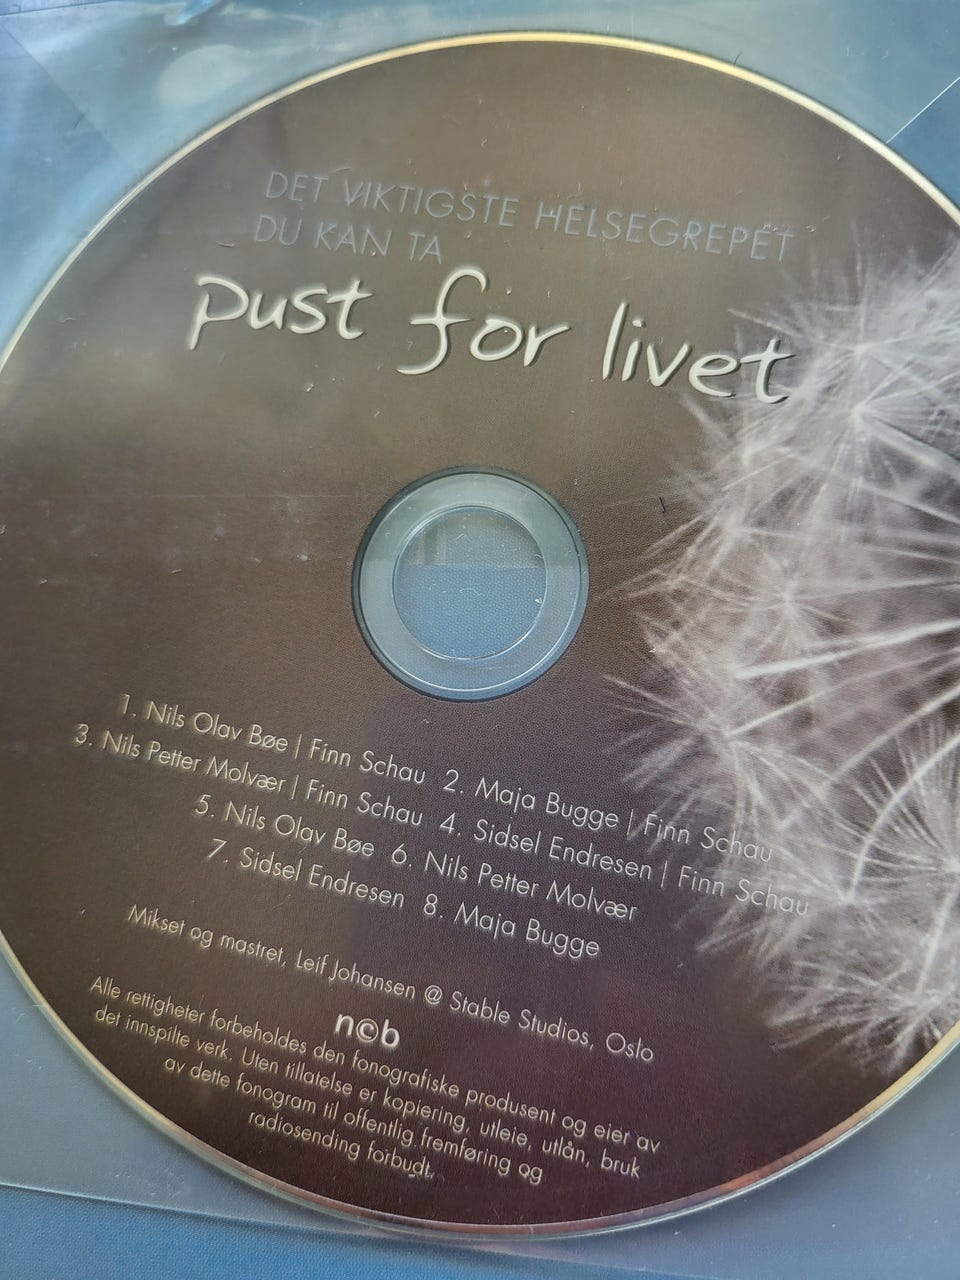 DET VIKTIGSTE HELSEGREPET
DU KAN TA
pust for livet
1. Nils Olav Bøe | Finn Schau 2. Maja Bugge | Finn Schau
3. Nils Petter Molvær | Finn Schau 4. Sidsel Endresen | Finn Schau
5. Nils Olav Bøe 6. Nils Petter Molvær
7. Sidsel Endresen 8. Maja Bugge
Mikset og mastret, Leif Johansen @ Stable Studios, Oslo
n©b
Alle rettigheter forbeholdes den fonografiske produsent og eier av
det innspilte verk. Uten tillatelse er kopiering, utleie, utlån, bruk
av dette fonogram til offentlig fremføring og
radiosending forbudt.